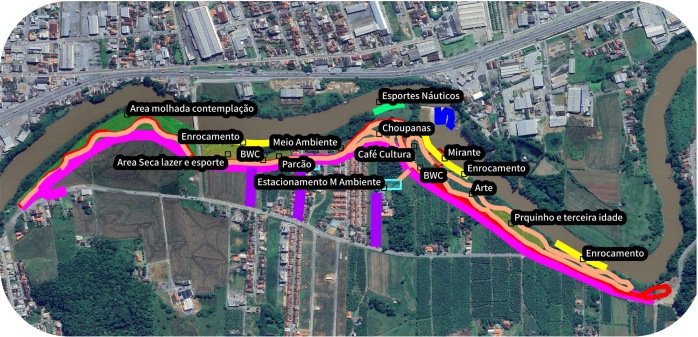 Esportes Náuticos
Area molhada contemplação
Choupanas
Enrocamento
Meio Ambiente
Mirante
BWC
Café Cultura
Area Seca lazer e esporte
Parcão
Enrocamento
BWC
Estacionamento M Ambiente
Arte
Prquinho e terceira idade
Enrocamento